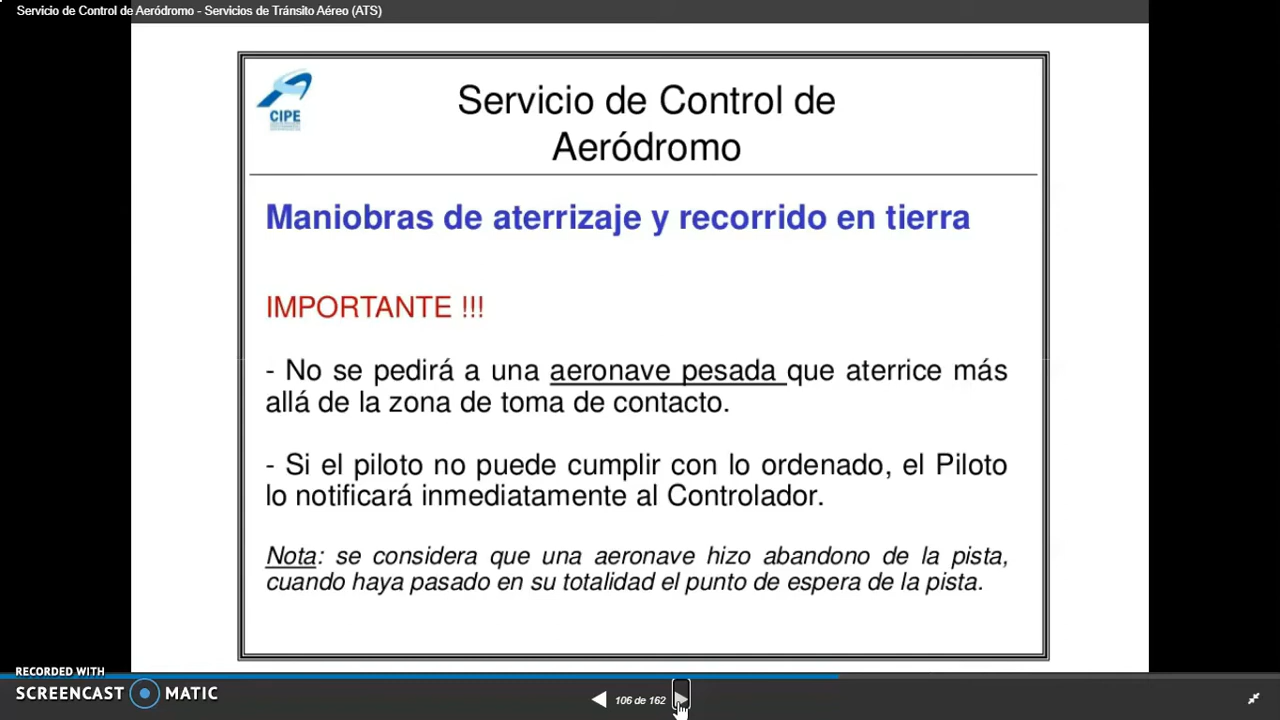 Servicio de Control de Aeródromo - Servicios de Tránsito Aéreo (ATS)
CIPE
Servicio de Control de
Aeródromo
Maniobras de aterrizaje y recorrido en tierra
IMPORTANTE !!!
- No se pedirá a una aeronave pesada que aterrice más
allá de la zona de toma de contacto.
- Si el piloto no puede cumplir con lo ordenado, el Piloto
lo notificará inmediatamente al Controlador.
Nota: se considera que una aeronave hizo abandono de la pista,
cuando haya pasado en su totalidad el punto de espera de la pista.
RECORDED WITH
SCREENCAST MATIC
106 de 162